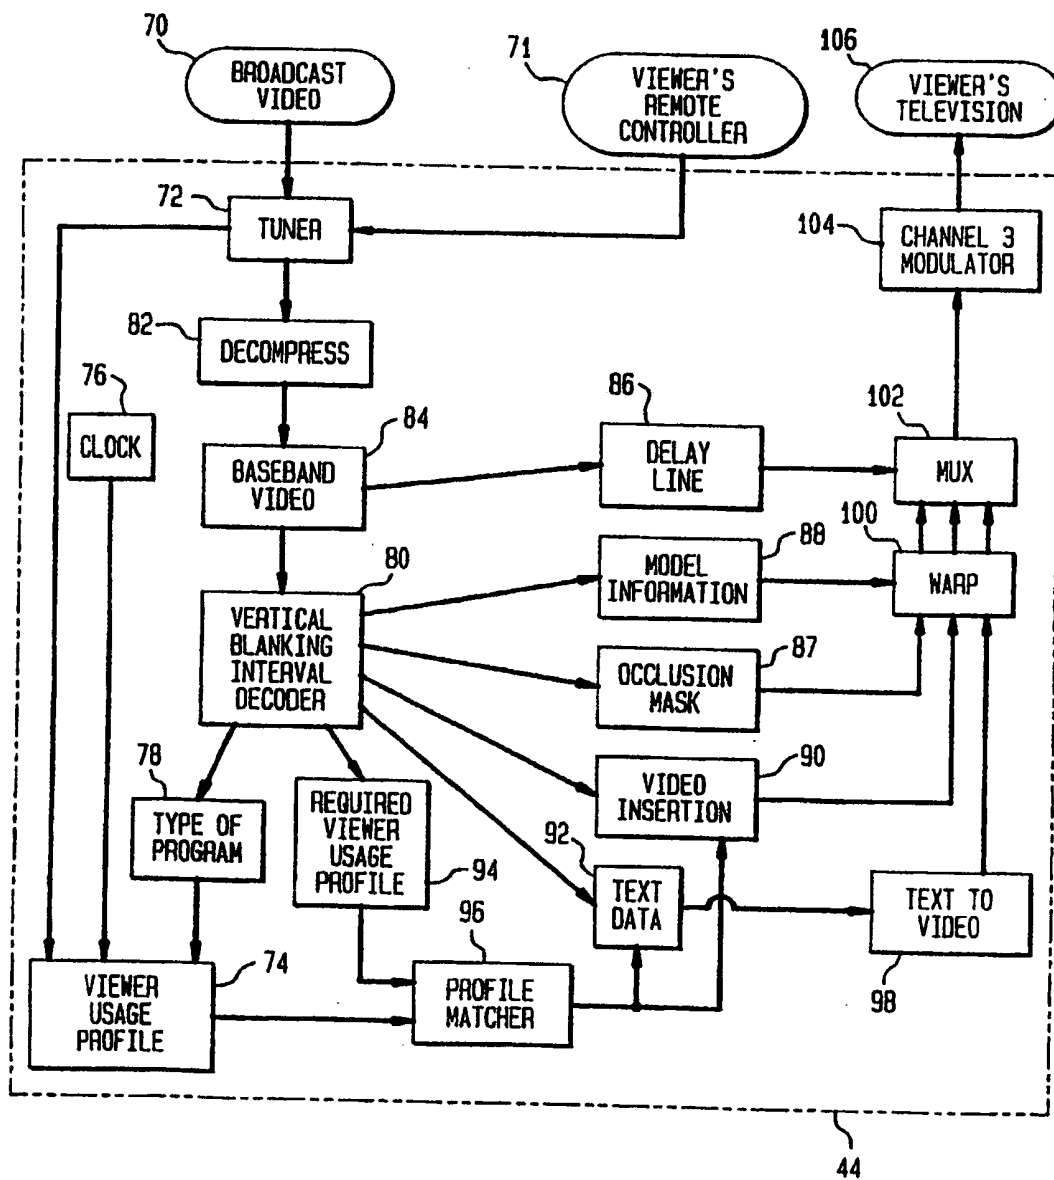 70
BROADCAST
VIDEO
71
VIEWER'S
REMOTE
CONTROLLER
106
VIEWER'S
TELEVISION
72
TUNER
104
CHANNEL 3
MODULATOR
82
DECOMPRESS
76
CLOCK
84
BASEBAND
VIDEO
86
DELAY
LINE
102
MUX
80
VERTICAL
BLANKING
INTERVAL
DECODER
88
MODEL
INFORMATION
100
WARP
87
OCCLUSION
MASK
78
TYPE OF
PROGRAM
REQUIRED
VIEWER
USAGE
PROFILE
94
90
VIDEO
INSERTION
92
TEXT
DATA
TEXT TO
VIDEO
98
74
VIEWER
USAGE
PROFILE
96
PROFILE
MATCHER
44